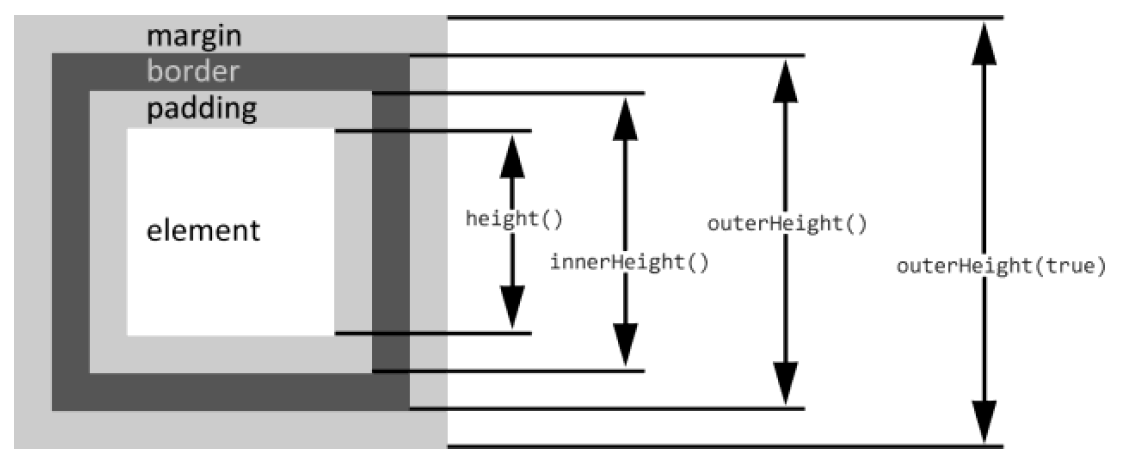 margin
border
padding
element
height()
innerHeight()
outerHeight()
outerHeight(true)